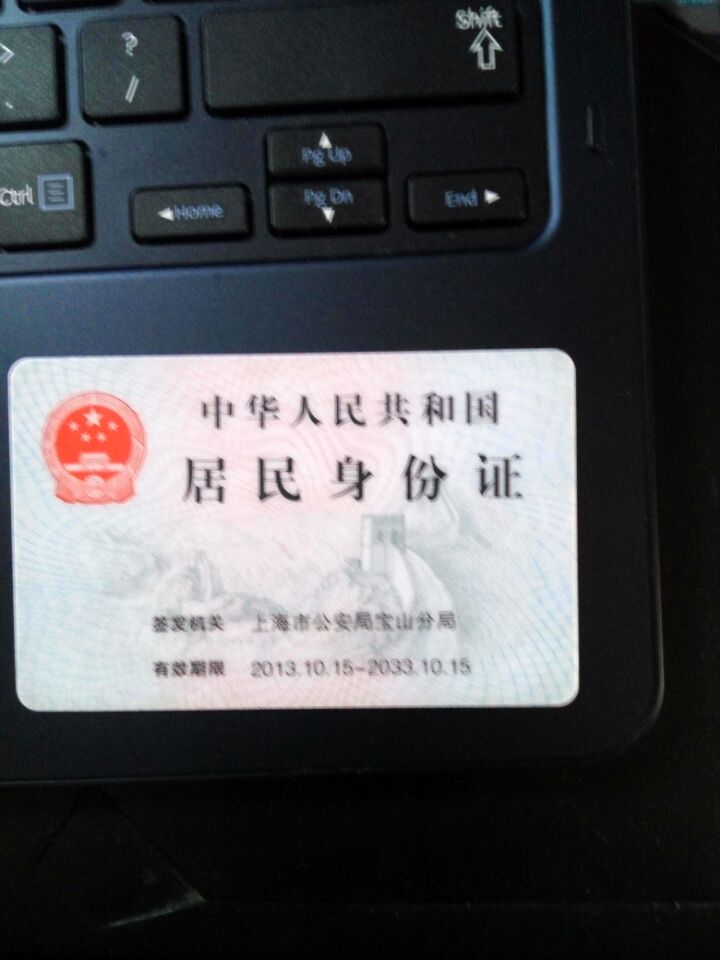 Shift
?
/
Pg Up
Ctrl
Home
Pg Dn
End
中华人民共和国
居民身份证
签发机关 上海市公安局宝山分局
有效期限 2013.10.15-2033.10.15